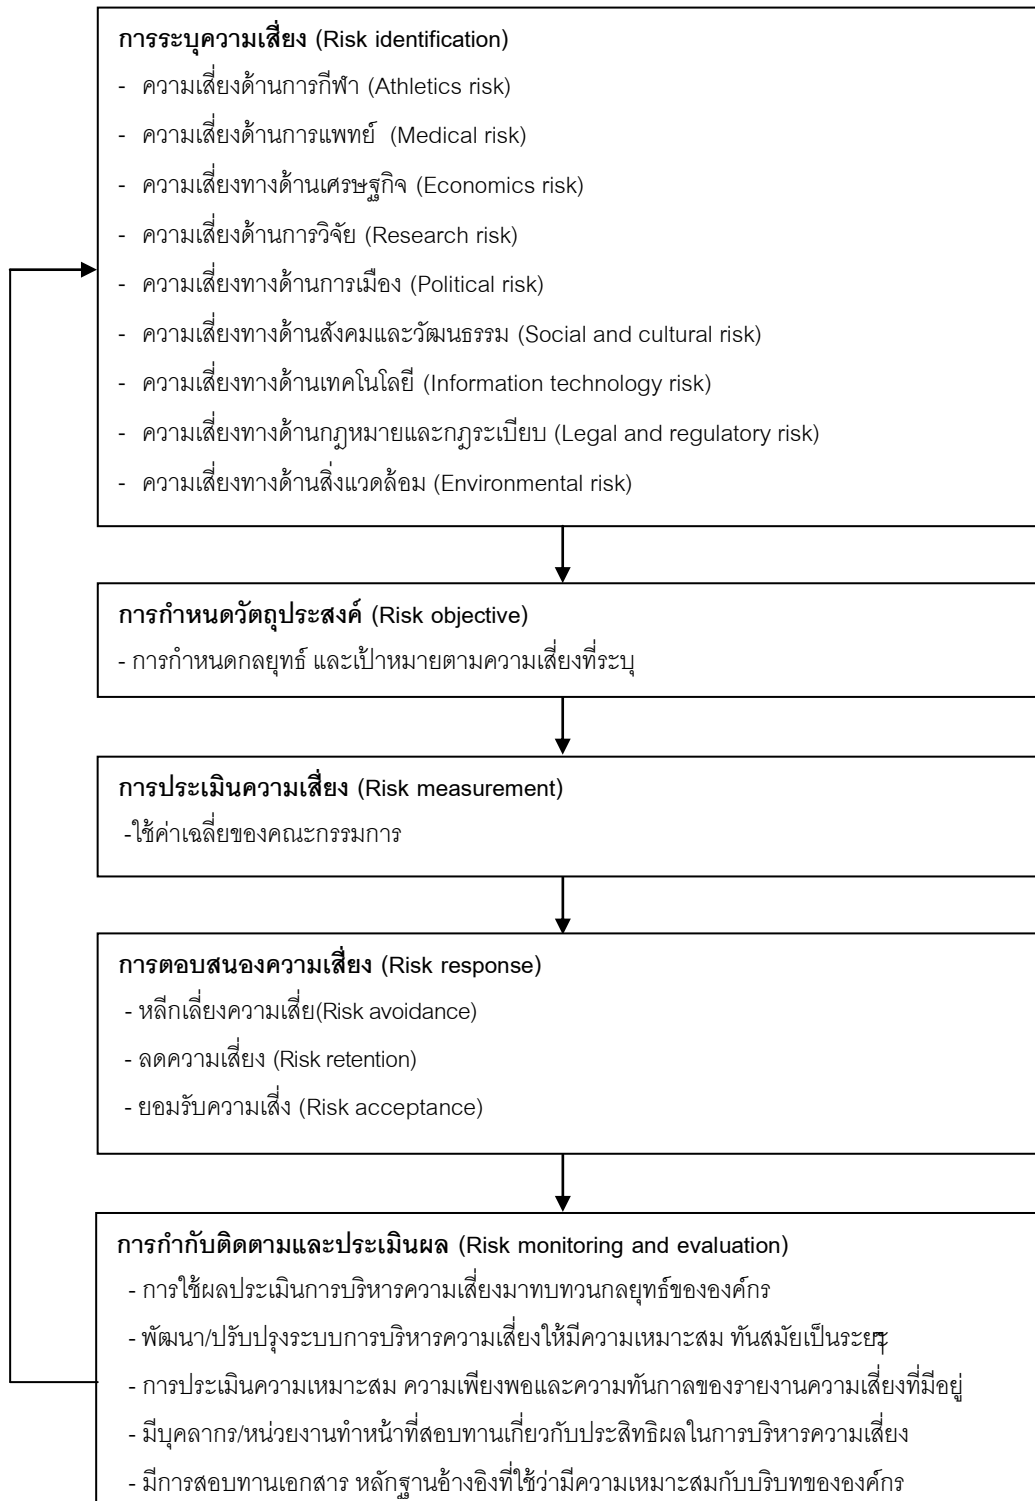 การระบุความเสี่ยง (Risk identification)
- ความเสี่ยงด้านการกีฬา (Athletics risk)
- ความเสี่ยงด้านการแพทย์ (Medical risk)
- ความเสี่ยงทางด้านเศรษฐกิจ (Economics risk)
- ความเสี่ยงด้านการวิจัย (Research risk)
- ความเสี่ยงทางด้านการเมือง (Political risk)
- ความเสี่ยงทางด้านสังคมและวัฒนธรรม (Social and cultural risk)
- ความเสี่ยงทางด้านเทคโนโลยี (Information technology risk)
- ความเสี่ยงทางด้านกฎหมายและกฎระเบียบ (Legal and regulatory risk)
- ความเสี่ยงทางด้านสิ่งแวดล้อม (Environmental risk)
การกำหนดวัตถุประสงค์ (Risk objective)
- การกำหนดกลยุทธ์ และเป้าหมายตามความเสี่ยงที่ระบุ
การประเมินความเสี่ยง (Risk measurement)
-ใช้ค่าเฉลี่ยของคณะกรรมการ
การตอบสนองความเสี่ยง (Risk response)
- หลีกเลี่ยงความเสี่ย(Risk avoidance)
- ลดความเสี่ยง (Risk retention)
- ยอมรับความเสี่ง (Risk acceptance)
การกำกับติดตามและประเมินผล (Risk monitoring and evaluation)
- การใช้ผลประเมินการบริหารความเสี่ยงมาทบทวนกลยุทธ์ขององค์กร
- พัฒนา/ปรับปรุงระบบการบริหารความเสี่ยงให้มีความเหมาะสม ทันสมัยเป็นระยะๆ
- การประเมินความเหมาะสม ความเพียงพอและความทันกาลของรายงานความเสี่ยงที่มีอยู่
- มีบุคลากร/หน่วยงานทำหน้าที่สอบทานเกี่ยวกับประสิทธิผลในการบริหารความเสี่ยง
- มีการสอบทานเอกสาร หลักฐานอ้างอิงที่ใช้ว่ามีความเหมาะสมกับบริบทขององค์กร